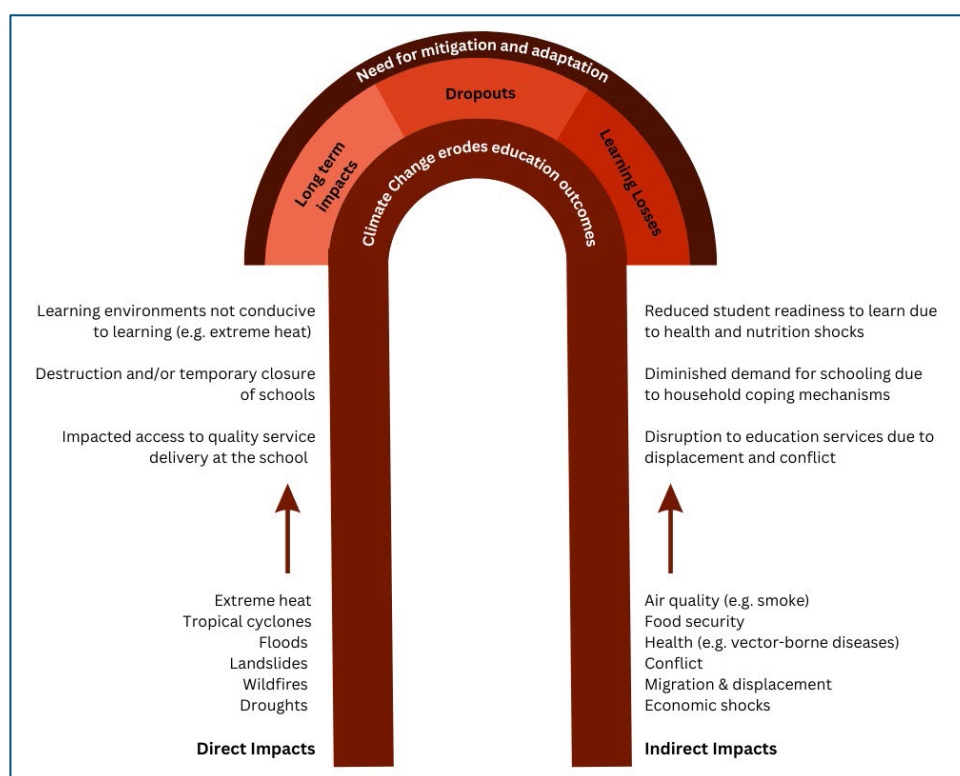 Need for mitigation and adaptation
Dropouts
Long term
impacts
Learning Losses
Climate Change erodes education outcomes
Learning environments not conducive
to learning (e.g. extreme heat)
Destruction and/or temporary closure
of schools
Impacted access to quality service
delivery at the school
Extreme heat
Tropical cyclones
Floods
Landslides
Wildfires
Droughts
Direct Impacts
Reduced student readiness to learn due
to health and nutrition shocks
Diminished demand for schooling due
to household coping mechanisms
Disruption to education services due to
displacement and conflict
Air quality (e.g. smoke)
Food security
Health (e.g. vector-borne diseases)
Conflict
Migration & displacement
Economic shocks
Indirect Impacts